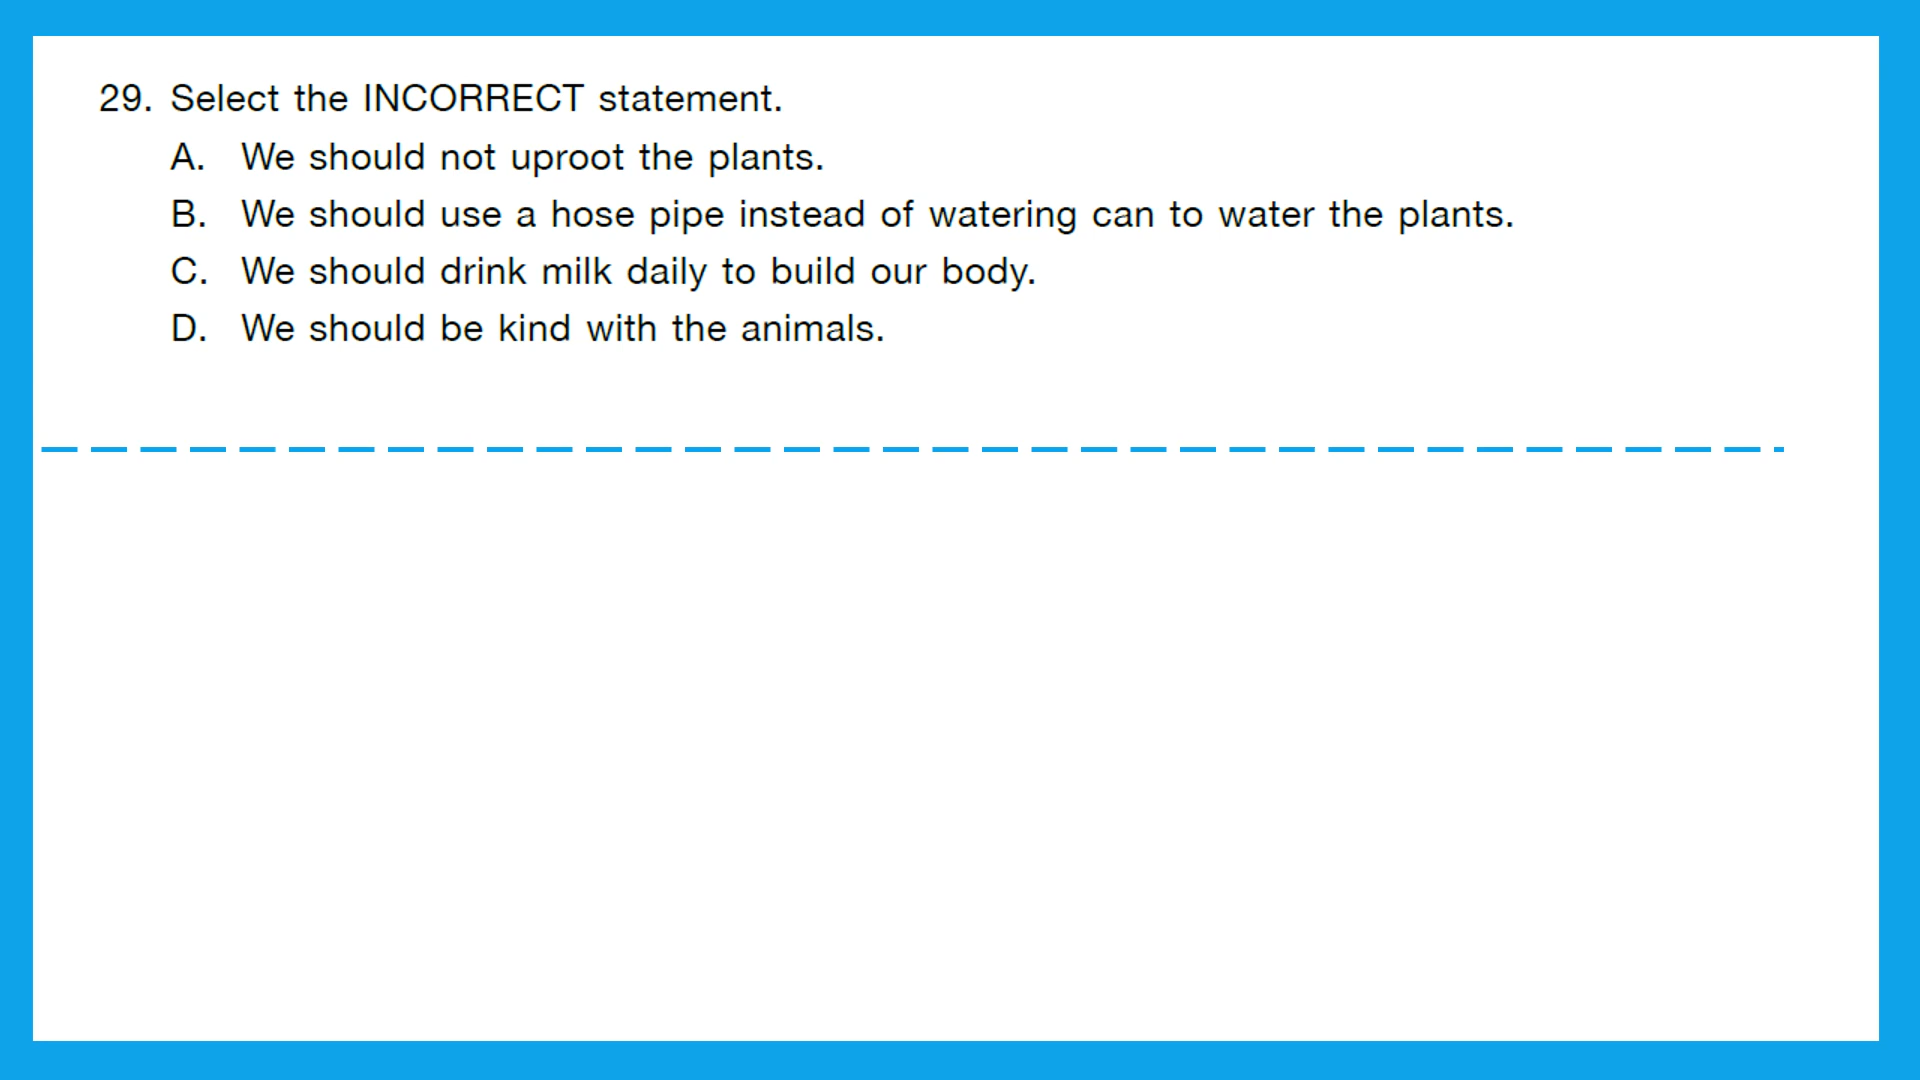 29. Select the INCORRECT statement.
A. We should not uproot the plants.
B. We should use a hose pipe instead of watering can to water the plants.
C. We should drink milk daily to build our body.
D. We should be kind with the animals.